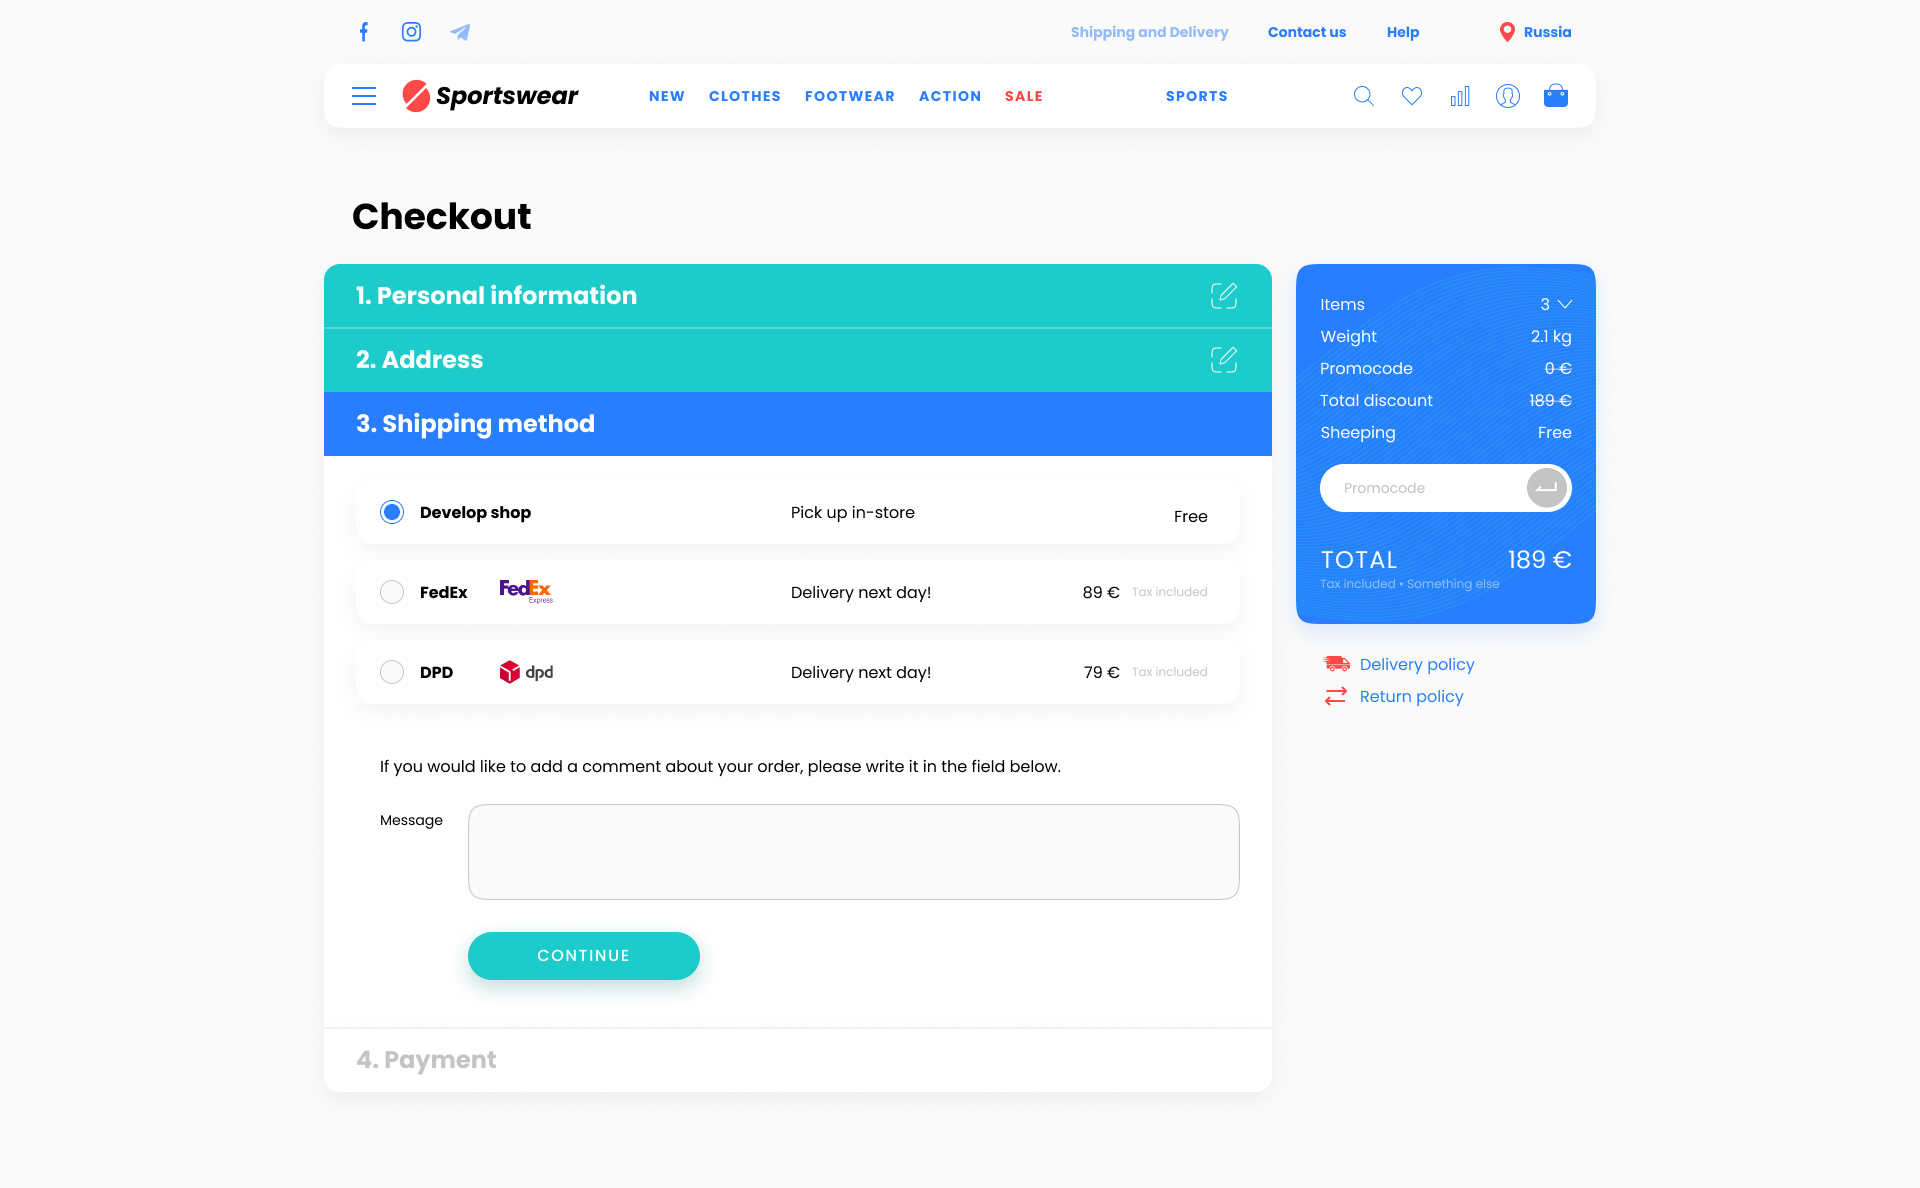 Shipping and Delivery Contact us Help Russia
Sportswear NEW CLOTHES FOOTWEAR ACTION SALE SPORTS
Checkout
1. Personal information
2. Address
3. Shipping method
Develop shop Pick up in-store Free
FedEx FedEx Express Delivery next day! 89 € Tax included
DPD dpd Delivery next day! 79 € Tax included
If you would like to add a comment about your order, please write it in the field below.
Message
CONTINUE
4. Payment
Items 3
Weight 2.1 kg
Promocode 0 €
Total discount 189 €
Sheeping Free
Promocode
TOTAL 189 €
Tax included • Something else
Delivery policy
Return policy